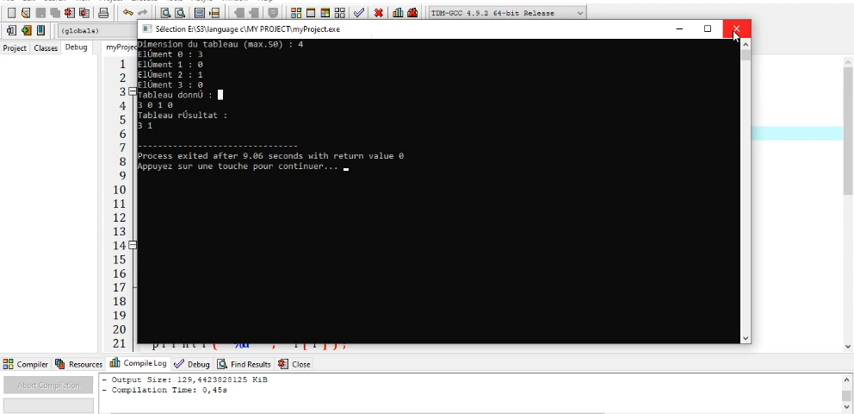 (globals)
TDM-GCC 4.9.2 64-bit Release
Project Classes Debug
myProjec
Sélection E:\S3\language c\MY PROJECT\myProject.exe
Dimension du tableau (max.50) : 4
ElÚment 0 : 3
ElÚment 1 : 0
ElÚment 2 : 1
ElÚment 3 : 0
Tableau donnÚ :
3 0 1 0
Tableau rÚsultat :
3 1
--------------------------------
Process exited after 9.06 seconds with return value 0
Appuyez sur une touche pour continuer...
1
2
3
4
5
6
7
8
9
10
11
12
13
14
15
16
17
18
19
20
21
Compiler Resources Compile Log Debug Find Results Close
Abort Compilation
- Output Size: 129,4423828125 KiB
- Compilation Time: 0,45s